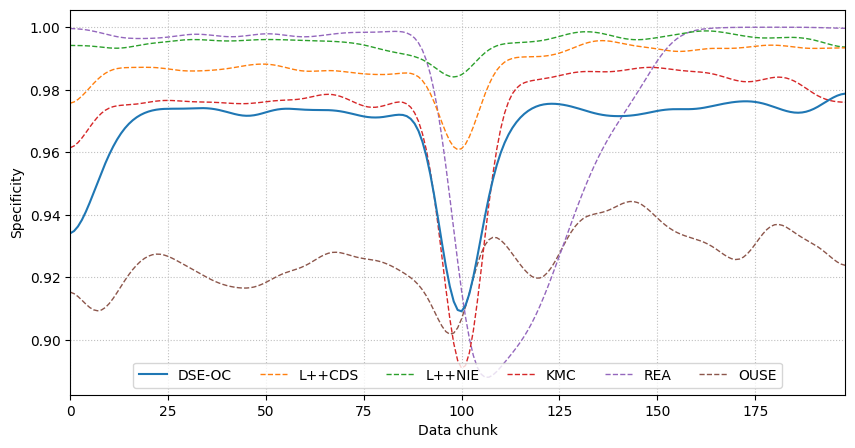 Specificity
1.00
0.98
0.96
0.94
0.92
0.90
DSE-OC L++CDS L++NIE KMC REA OUSE
0 25 50 75 100 125 150 175
Data chunk